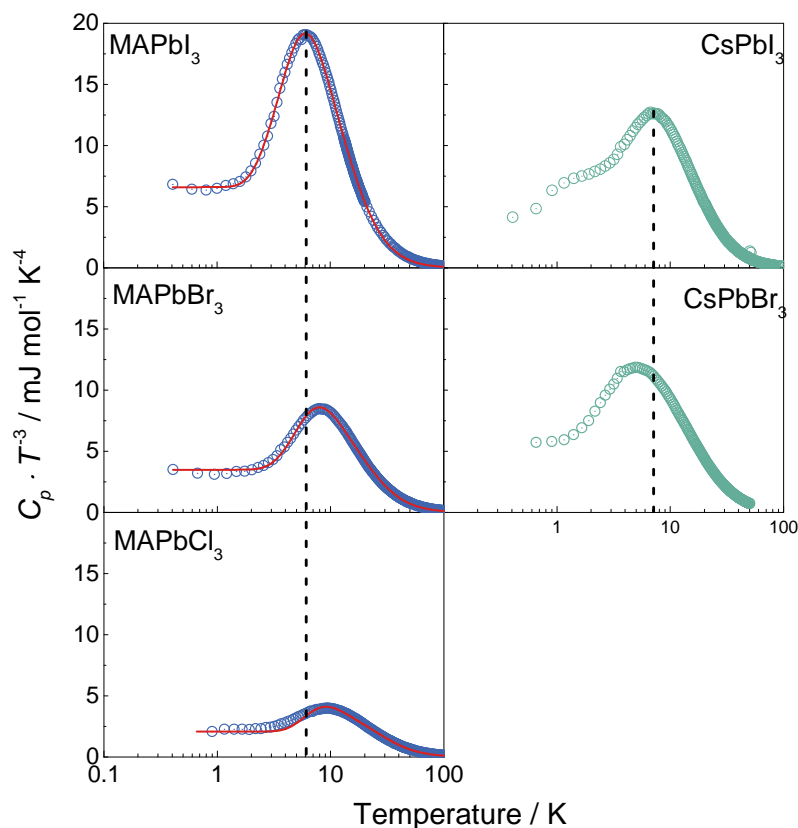 20
15
10
5
0
MAPbI₃
CsPbI₃
15
10
5
0
MAPbBr₃
CsPbBr₃
1
10
100
15
10
5
0
MAPbCl₃
0.1
1
10
100
Cₚ · T⁻³ / mJ mol⁻¹ K⁻⁴
Temperature / K